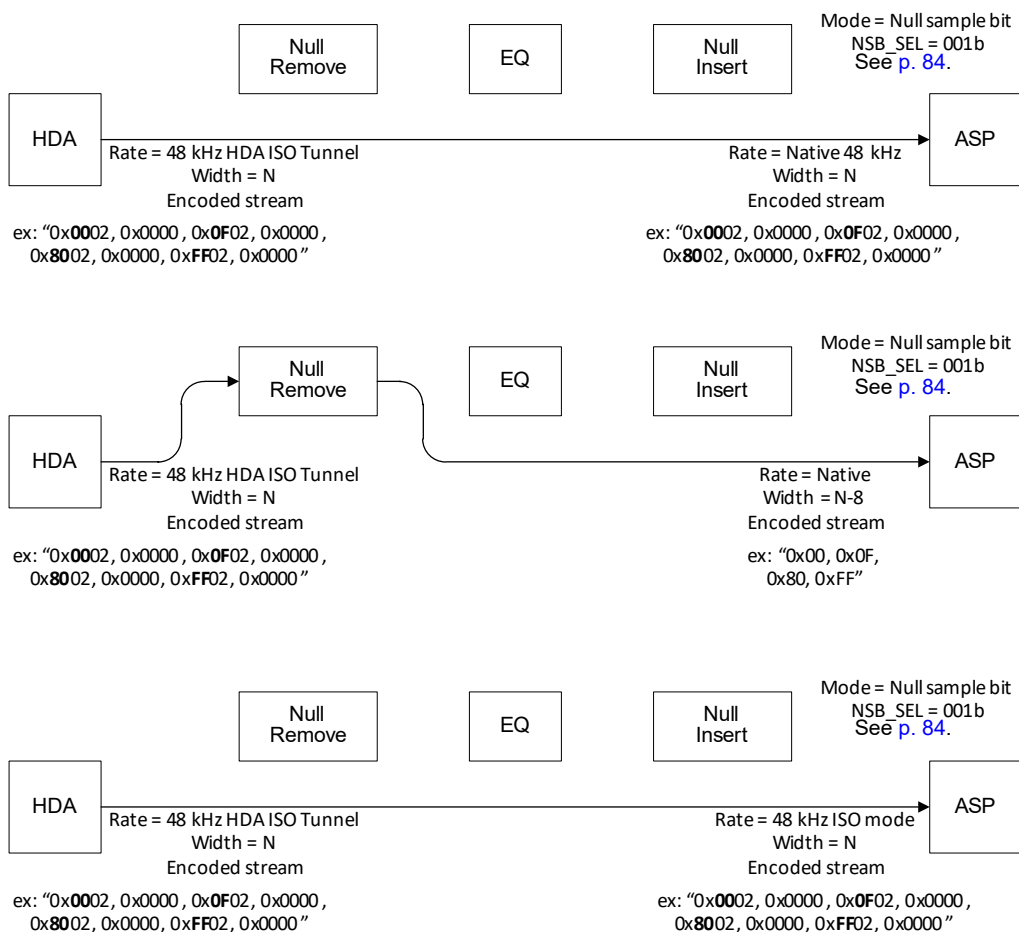 Mode = Null sample bit
NSB_SEL = 001b
See p. 84.
Null
Remove
EQ
Null
Insert
HDA
ASP
Rate = 48 kHz HDA ISO Tunnel
Width = N
Encoded stream
ex: “0x0002, 0x0000, 0x0F02, 0x0000,
0x8002, 0x0000, 0xFF02, 0x0000”
Rate = Native 48 kHz
Width = N
Encoded stream
ex: “0x0002, 0x0000, 0x0F02, 0x0000,
0x8002, 0x0000, 0xFF02, 0x0000”
Mode = Null sample bit
NSB_SEL = 001b
See p. 84.
Null
Remove
EQ
Null
Insert
HDA
ASP
Rate = 48 kHz HDA ISO Tunnel
Width = N
Encoded stream
ex: “0x0002, 0x0000, 0x0F02, 0x0000,
0x8002, 0x0000, 0xFF02, 0x0000”
Rate = Native
Width = N-8
Encoded stream
ex: “0x00, 0x0F,
0x80, 0xFF”
Mode = Null sample bit
NSB_SEL = 001b
See p. 84.
Null
Remove
EQ
Null
Insert
HDA
ASP
Rate = 48 kHz HDA ISO Tunnel
Width = N
Encoded stream
ex: “0x0002, 0x0000, 0x0F02, 0x0000,
0x8002, 0x0000, 0xFF02, 0x0000”
Rate = 48 kHz ISO mode
Width = N
Encoded stream
ex: “0x0002, 0x0000, 0x0F02, 0x0000,
0x8002, 0x0000, 0xFF02, 0x0000”